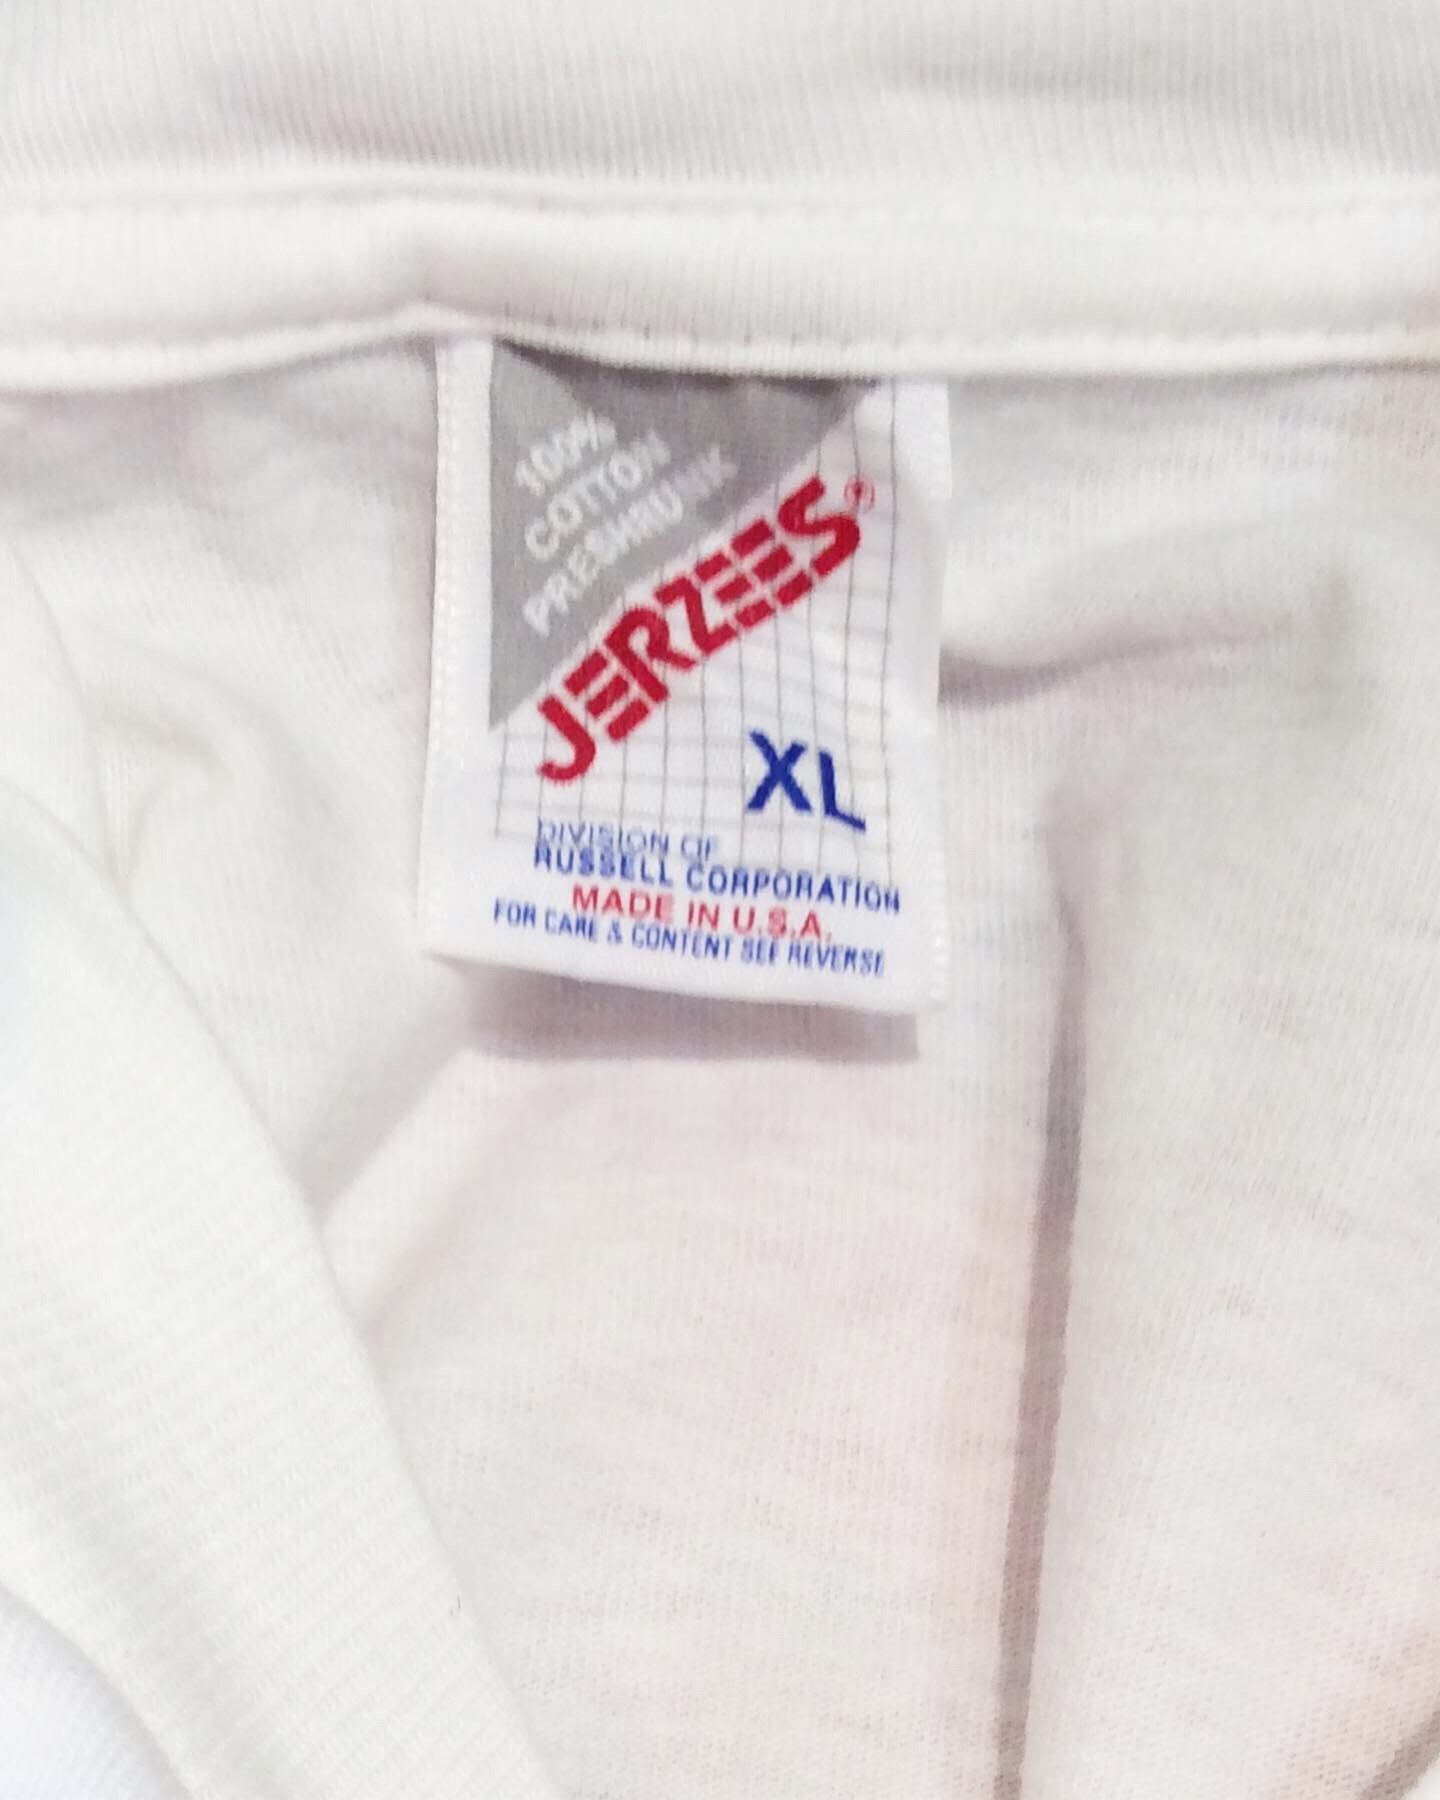 100%
COTTON
PRESHRUNK
JERZEES®
XL
DIVISION OF
RUSSELL CORPORATION
MADE IN U.S.A.
FOR CARE & CONTENT SEE REVERSE